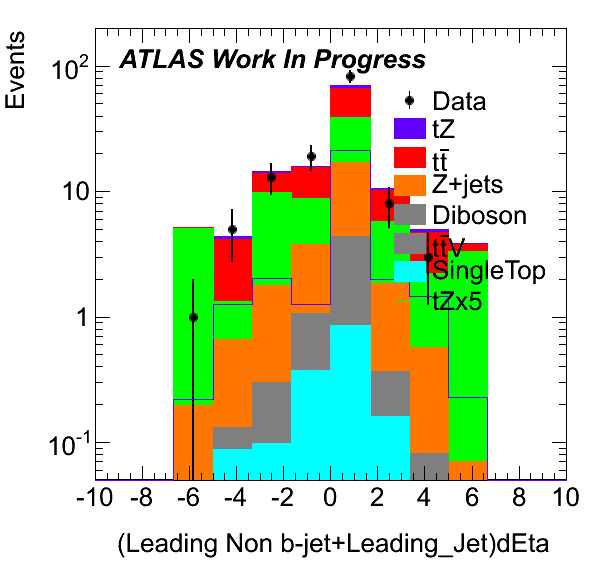 Events
ATLAS Work In Progress
Data
tZ
tt̄
Z+jets
Diboson
tt̄V
SingleTop
tZx5
10²
10
1
10⁻¹
-10 -8 -6 -4 -2 0 2 4 6 8 10
(Leading Non b-jet+Leading_Jet)dEta